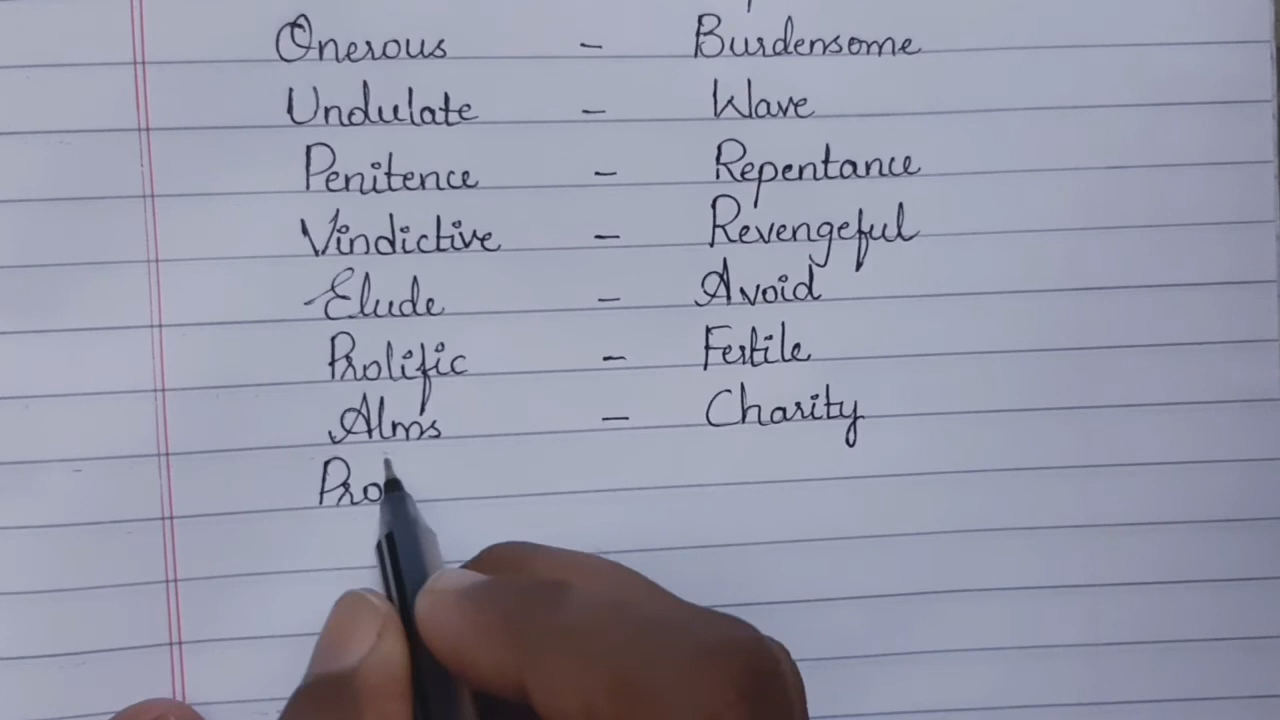 Onerous - Burdensome
Undulate - Wave
Penitence - Repentance
Vindictive - Revengeful
Elude - Avoid
Prolific - Fertile
Alms - Charity
Pro